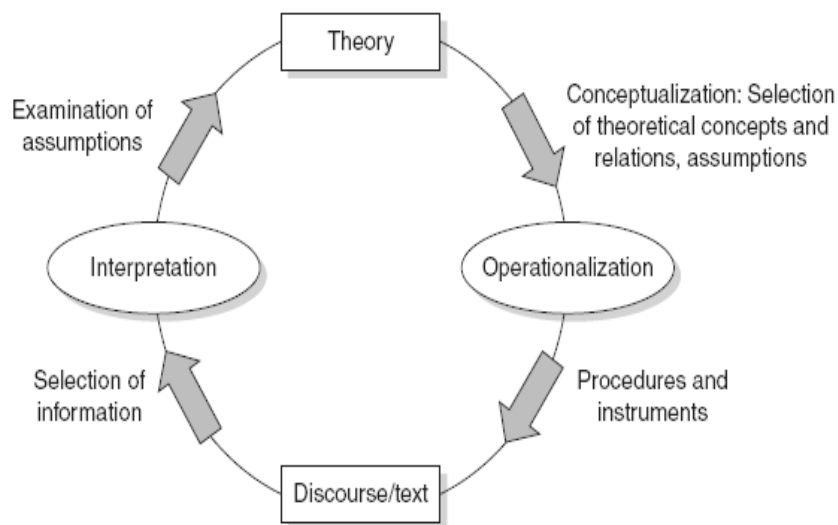 Theory
Examination of
assumptions
Conceptualization: Selection
of theoretical concepts and
relations, assumptions
Interpretation
Operationalization
Selection of
information
Procedures and
instruments
Discourse/text